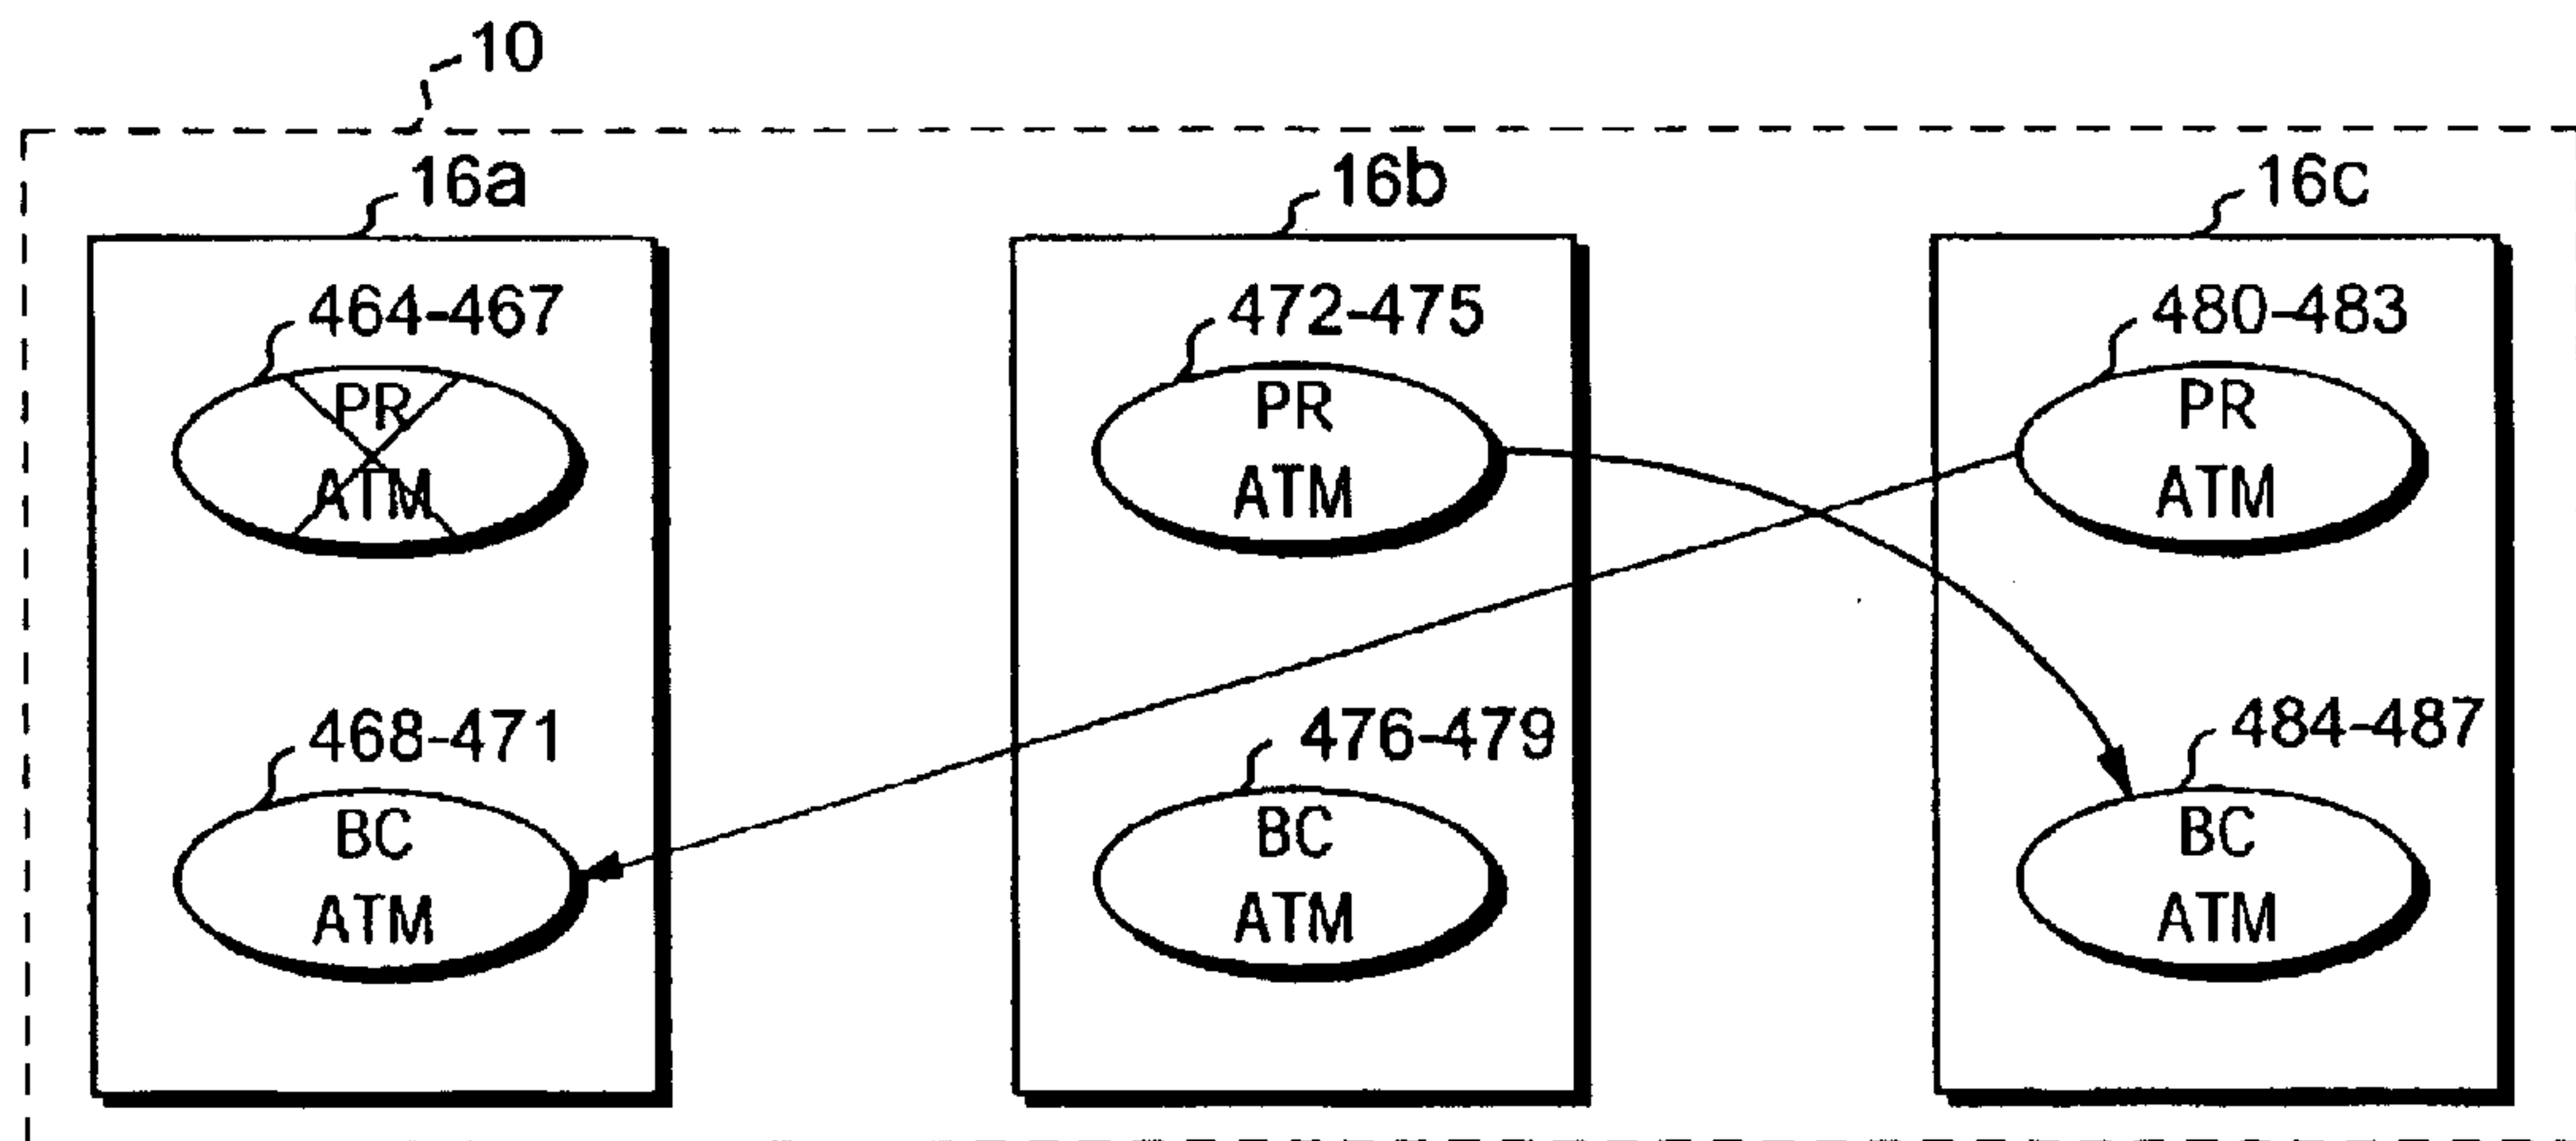 10
16a
16b
16c
464-467
472-475
480-483
PR
ATM
PR
ATM
PR
ATM
468-471
476-479
484-487
BC
ATM
BC
ATM
BC
ATM